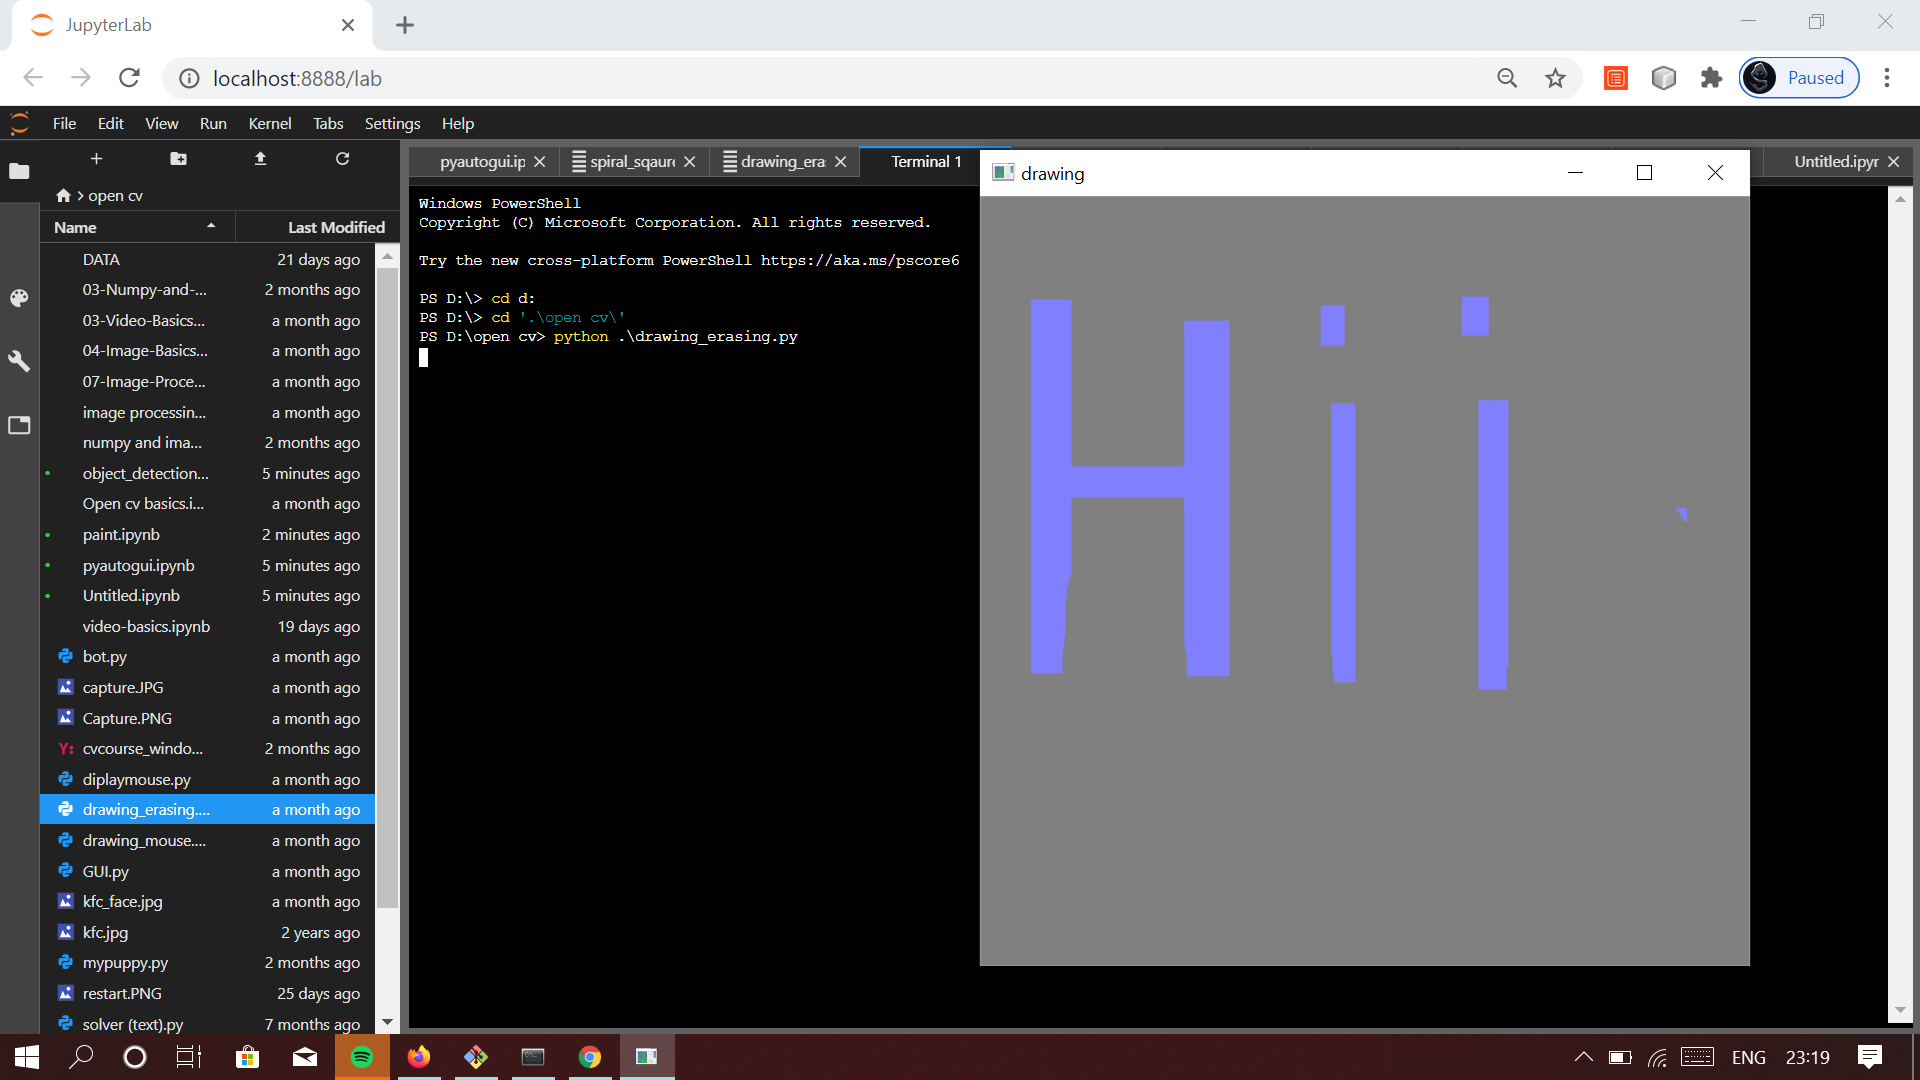 JupyterLab
localhost:8888/lab
Paused
File Edit View Run Kernel Tabs Settings Help
pyautogui.ip
spiral_sqaure
drawing_era
Terminal 1
Untitled.ipyr
open cv
Name Last Modified
DATA 21 days ago
03-Numpy-and-... 2 months ago
03-Video-Basics... a month ago
04-Image-Basics... a month ago
07-Image-Proce... a month ago
image processin... a month ago
numpy and ima... 2 months ago
object_detection... 5 minutes ago
Open cv basics.i... a month ago
paint.ipynb 2 minutes ago
pyautogui.ipynb 5 minutes ago
Untitled.ipynb 5 minutes ago
video-basics.ipynb 19 days ago
bot.py a month ago
capture.JPG a month ago
Capture.PNG a month ago
Y: cvcourse_windo... 2 months ago
diplaymouse.py a month ago
drawing_erasing.... a month ago
drawing_mouse.... a month ago
GUI.py a month ago
kfc_face.jpg a month ago
kfc.jpg 2 years ago
mypuppy.py 2 months ago
restart.PNG 25 days ago
solver (text).py 7 months ago
Windows PowerShell
Copyright (C) Microsoft Corporation. All rights reserved.
Try the new cross-platform PowerShell https://aka.ms/pscore6
PS D:\> cd d:
PS D:\> cd '.\open cv\'
PS D:\open cv> python .\drawing_erasing.py
drawing
Hii
ENG 23:19